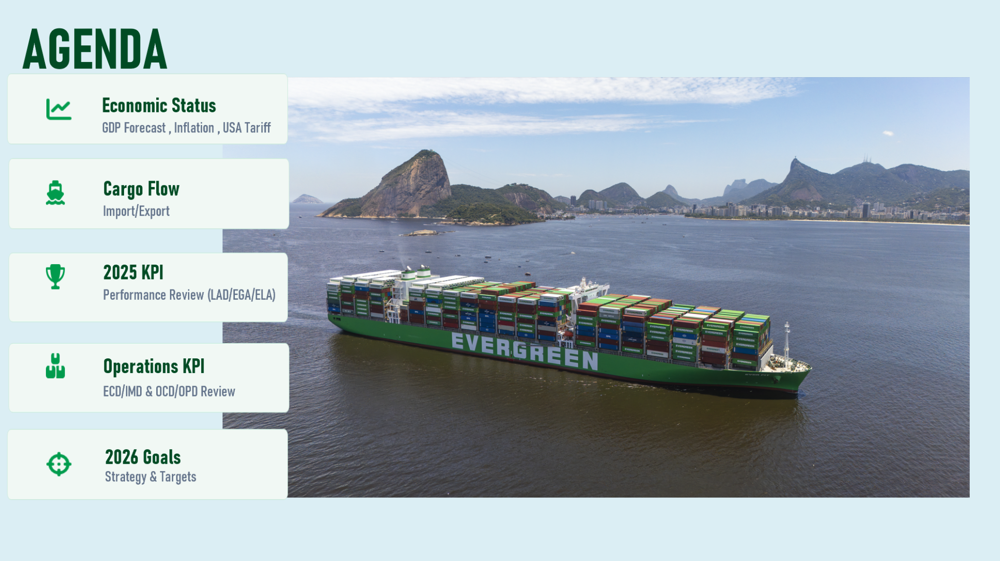 AGENDA
Economic Status
GDP Forecast , Inflation , USA Tariff
Cargo Flow
Import/Export
2025 KPI
Performance Review (LAD/EGA/ELA)
Operations KPI
ECD/IMD & OCD/OPD Review
2026 Goals
Strategy & Targets
EVERGREEN